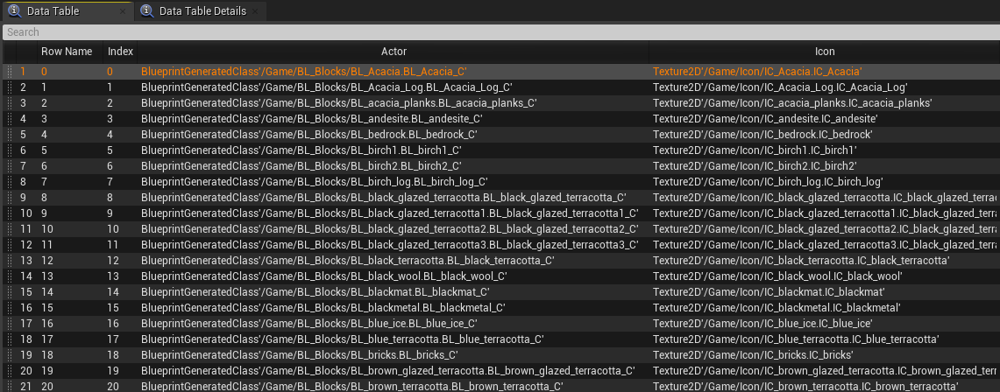 Data Table × Data Table Details ×
Search
Row Name Index Actor Icon
1 0 0 BlueprintGeneratedClass'/Game/BL_Blocks/BL_Acacia.BL_Acacia_C' Texture2D'/Game/Icon/IC_Acacia.IC_Acacia'
2 1 1 BlueprintGeneratedClass'/Game/BL_Blocks/BL_Acacia_Log.BL_Acacia_Log_C' Texture2D'/Game/Icon/IC_Acacia_Log.IC_Acacia_Log'
3 2 2 BlueprintGeneratedClass'/Game/BL_Blocks/BL_acacia_planks.BL_acacia_planks_C' Texture2D'/Game/Icon/IC_acacia_planks.IC_acacia_planks'
4 3 3 BlueprintGeneratedClass'/Game/BL_Blocks/BL_andesite.BL_andesite_C' Texture2D'/Game/Icon/IC_andesite.IC_andesite'
5 4 4 BlueprintGeneratedClass'/Game/BL_Blocks/BL_bedrock.BL_bedrock_C' Texture2D'/Game/Icon/IC_bedrock.IC_bedrock'
6 5 5 BlueprintGeneratedClass'/Game/BL_Blocks/BL_birch1.BL_birch1_C' Texture2D'/Game/Icon/IC_birch1.IC_birch1'
7 6 6 BlueprintGeneratedClass'/Game/BL_Blocks/BL_birch2.BL_birch2_C' Texture2D'/Game/Icon/IC_birch2.IC_birch2'
8 7 7 BlueprintGeneratedClass'/Game/BL_Blocks/BL_birch_log.BL_birch_log_C' Texture2D'/Game/Icon/IC_birch_log.IC_birch_log'
9 8 8 BlueprintGeneratedClass'/Game/BL_Blocks/BL_black_glazed_terracotta.BL_black_glazed_terracotta_C' Texture2D'/Game/Icon/IC_black_glazed_terracotta.IC_black_glazed_terra
10 9 9 BlueprintGeneratedClass'/Game/BL_Blocks/BL_black_glazed_terracotta1.BL_black_glazed_terracotta1_C' Texture2D'/Game/Icon/IC_black_glazed_terracotta1.IC_black_glazed_terr
11 10 10 BlueprintGeneratedClass'/Game/BL_Blocks/BL_black_glazed_terracotta2.BL_black_glazed_terracotta2_C' Texture2D'/Game/Icon/IC_black_glazed_terracotta2.IC_black_glazed_terr
12 11 11 BlueprintGeneratedClass'/Game/BL_Blocks/BL_black_glazed_terracotta3.BL_black_glazed_terracotta3_C' Texture2D'/Game/Icon/IC_black_glazed_terracotta3.IC_black_glazed_terr
13 12 12 BlueprintGeneratedClass'/Game/BL_Blocks/BL_black_terracotta.BL_black_terracotta_C' Texture2D'/Game/Icon/IC_black_terracotta.IC_black_terracotta'
14 13 13 BlueprintGeneratedClass'/Game/BL_Blocks/BL_black_wool.BL_black_wool_C' Texture2D'/Game/Icon/IC_black_wool.IC_black_wool'
15 14 14 BlueprintGeneratedClass'/Game/BL_Blocks/BL_blackmat.BL_blackmat_C' Texture2D'/Game/Icon/IC_blackmat.IC_blackmat'
16 15 15 BlueprintGeneratedClass'/Game/BL_Blocks/BL_blackmetal.BL_blackmetal_C' Texture2D'/Game/Icon/IC_blackmetal.IC_blackmetal'
17 16 16 BlueprintGeneratedClass'/Game/BL_Blocks/BL_blue_ice.BL_blue_ice_C' Texture2D'/Game/Icon/IC_blue_ice.IC_blue_ice'
18 17 17 BlueprintGeneratedClass'/Game/BL_Blocks/BL_blue_terracotta.BL_blue_terracotta_C' Texture2D'/Game/Icon/IC_blue_terracotta.IC_blue_terracotta'
19 18 18 BlueprintGeneratedClass'/Game/BL_Blocks/BL_bricks.BL_bricks_C' Texture2D'/Game/Icon/IC_bricks.IC_bricks'
20 19 19 BlueprintGeneratedClass'/Game/BL_Blocks/BL_brown_glazed_terracotta.BL_brown_glazed_terracotta_C' Texture2D'/Game/Icon/IC_brown_glazed_terracotta.IC_brown_glazed_terr
21 20 20 BlueprintGeneratedClass'/Game/BL_Blocks/BL_brown_terracotta.BL_brown_terracotta_C' Texture2D'/Game/Icon/IC_brown_terracotta.IC_brown_terracotta'